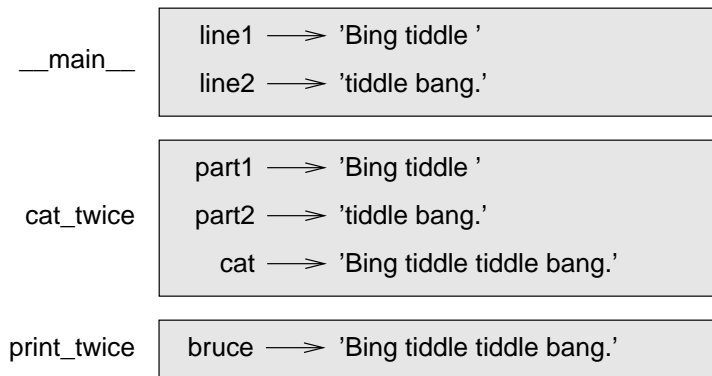 __main__
line1 ’Bing tiddle ’
line2 ’tiddle bang.’
cat_twice
part1 ’Bing tiddle ’
part2 ’tiddle bang.’
cat ’Bing tiddle tiddle bang.’
print_twice
bruce ’Bing tiddle tiddle bang.’